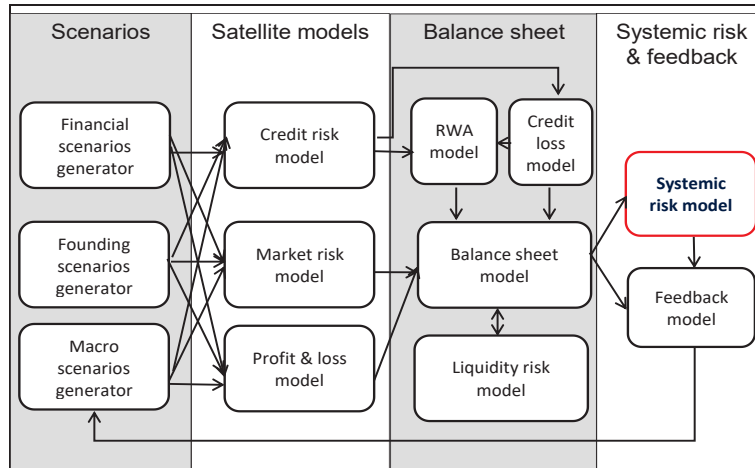 Scenarios
Satellite models
Balance sheet
Systemic risk
& feedback
Financial
scenarios
generator
Founding
scenarios
generator
Macro
scenarios
generator
Credit risk
model
Market risk
model
Profit & loss
model
RWA
model
Credit
loss
model
Balance sheet
model
Liquidity risk
model
Systemic
risk model
Feedback
model